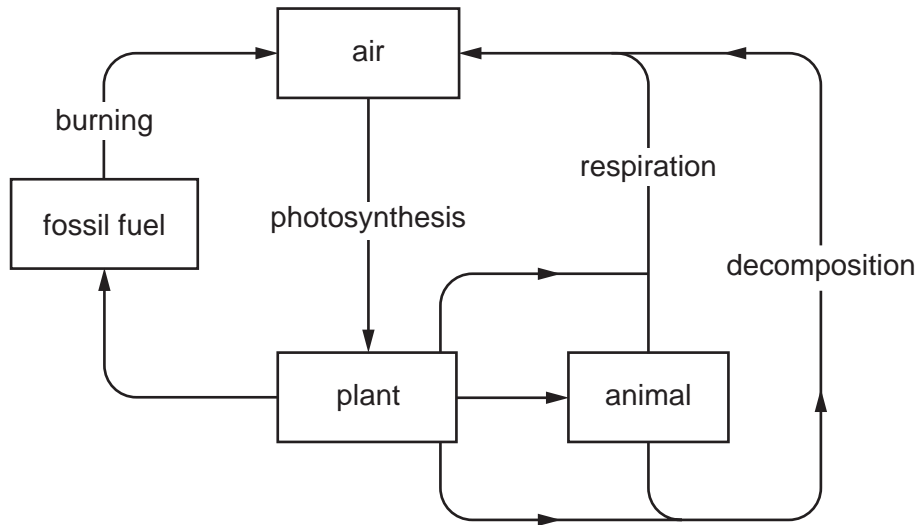 air
burning
respiration
fossil fuel
photosynthesis
decomposition
plant
animal